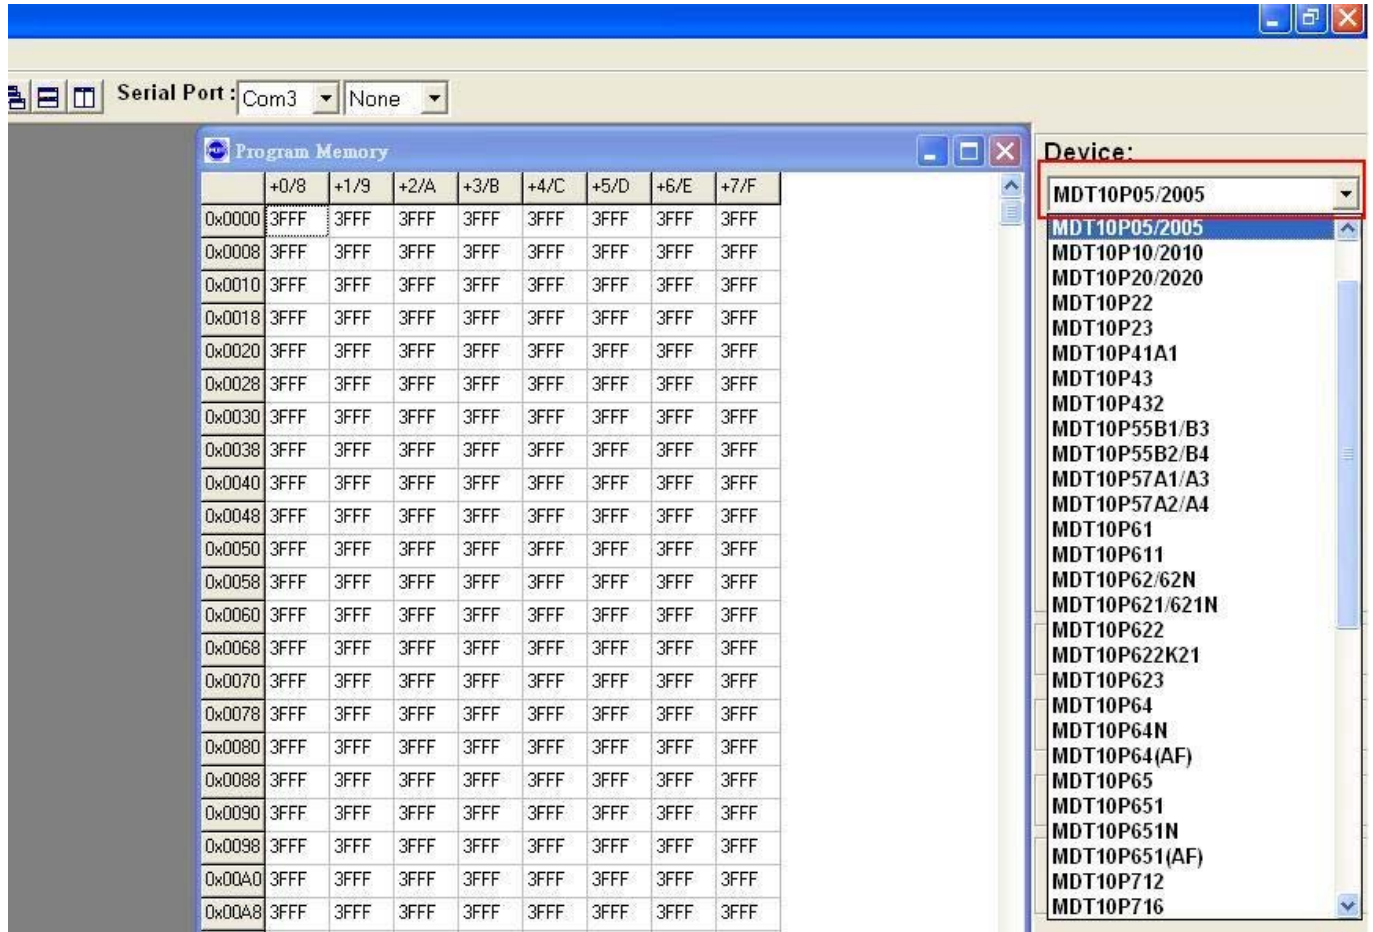 Serial Port : Com3 None
Program Memory
+0/8 +1/9 +2/A +3/B +4/C +5/D +6/E +7/F
0x0000 3FFF 3FFF 3FFF 3FFF 3FFF 3FFF 3FFF 3FFF
0x0008 3FFF 3FFF 3FFF 3FFF 3FFF 3FFF 3FFF 3FFF
0x0010 3FFF 3FFF 3FFF 3FFF 3FFF 3FFF 3FFF 3FFF
0x0018 3FFF 3FFF 3FFF 3FFF 3FFF 3FFF 3FFF 3FFF
0x0020 3FFF 3FFF 3FFF 3FFF 3FFF 3FFF 3FFF 3FFF
0x0028 3FFF 3FFF 3FFF 3FFF 3FFF 3FFF 3FFF 3FFF
0x0030 3FFF 3FFF 3FFF 3FFF 3FFF 3FFF 3FFF 3FFF
0x0038 3FFF 3FFF 3FFF 3FFF 3FFF 3FFF 3FFF 3FFF
0x0040 3FFF 3FFF 3FFF 3FFF 3FFF 3FFF 3FFF 3FFF
0x0048 3FFF 3FFF 3FFF 3FFF 3FFF 3FFF 3FFF 3FFF
0x0050 3FFF 3FFF 3FFF 3FFF 3FFF 3FFF 3FFF 3FFF
0x0058 3FFF 3FFF 3FFF 3FFF 3FFF 3FFF 3FFF 3FFF
0x0060 3FFF 3FFF 3FFF 3FFF 3FFF 3FFF 3FFF 3FFF
0x0068 3FFF 3FFF 3FFF 3FFF 3FFF 3FFF 3FFF 3FFF
0x0070 3FFF 3FFF 3FFF 3FFF 3FFF 3FFF 3FFF 3FFF
0x0078 3FFF 3FFF 3FFF 3FFF 3FFF 3FFF 3FFF 3FFF
0x0080 3FFF 3FFF 3FFF 3FFF 3FFF 3FFF 3FFF 3FFF
0x0088 3FFF 3FFF 3FFF 3FFF 3FFF 3FFF 3FFF 3FFF
0x0090 3FFF 3FFF 3FFF 3FFF 3FFF 3FFF 3FFF 3FFF
0x0098 3FFF 3FFF 3FFF 3FFF 3FFF 3FFF 3FFF 3FFF
0x00A0 3FFF 3FFF 3FFF 3FFF 3FFF 3FFF 3FFF 3FFF
0x00A8 3FFF 3FFF 3FFF 3FFF 3FFF 3FFF 3FFF 3FFF
Device:
MDT10P05/2005
MDT10P05/2005
MDT10P10/2010
MDT10P20/2020
MDT10P22
MDT10P23
MDT10P41A1
MDT10P43
MDT10P432
MDT10P55B1/B3
MDT10P55B2/B4
MDT10P57A1/A3
MDT10P57A2/A4
MDT10P61
MDT10P611
MDT10P62/62N
MDT10P621/621N
MDT10P622
MDT10P622K21
MDT10P623
MDT10P64
MDT10P64N
MDT10P64(AF)
MDT10P65
MDT10P651
MDT10P651N
MDT10P651(AF)
MDT10P712
MDT10P716